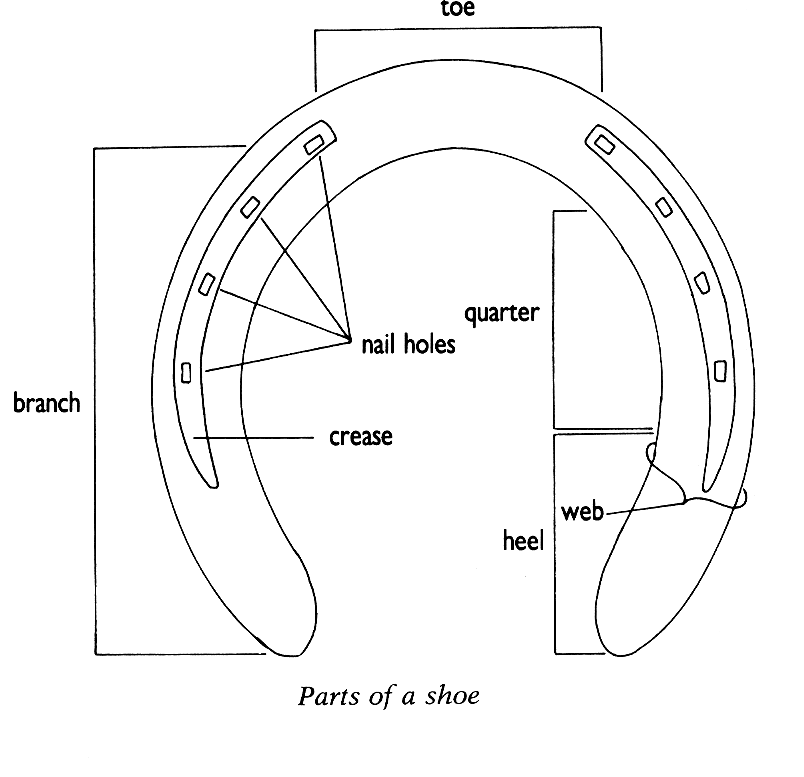 toe
quarter
nail holes
branch
crease
web
heel
Parts of a shoe